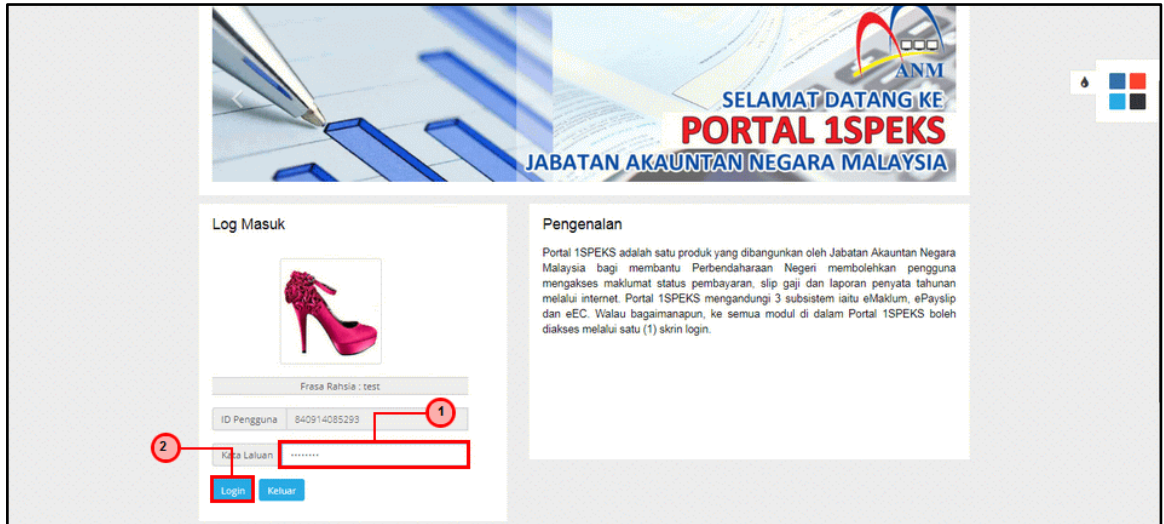 ANM
SELAMAT DATANG KE
PORTAL 1SPEKS
JABATAN AKAUNTAN NEGARA MALAYSIA
Log Masuk
Frasa Rahsia : test
ID Pengguna 840914085293
1
2
Kata Laluan ········
Login Keluar
Pengenalan
Portal 1SPEKS adalah satu produk yang dibangunkan oleh Jabatan Akauntan Negara
Malaysia bagi membantu Perbendaharaan Negeri membolehkan pengguna
mengakses maklumat status pembayaran, slip gaji dan laporan penyata tahunan
melalui internet. Portal 1SPEKS mengandungi 3 subsistem iaitu eMaklum, ePayslip
dan eEC. Walau bagaimanapun, ke semua modul di dalam Portal 1SPEKS boleh
diakses melalui satu (1) skrin login.